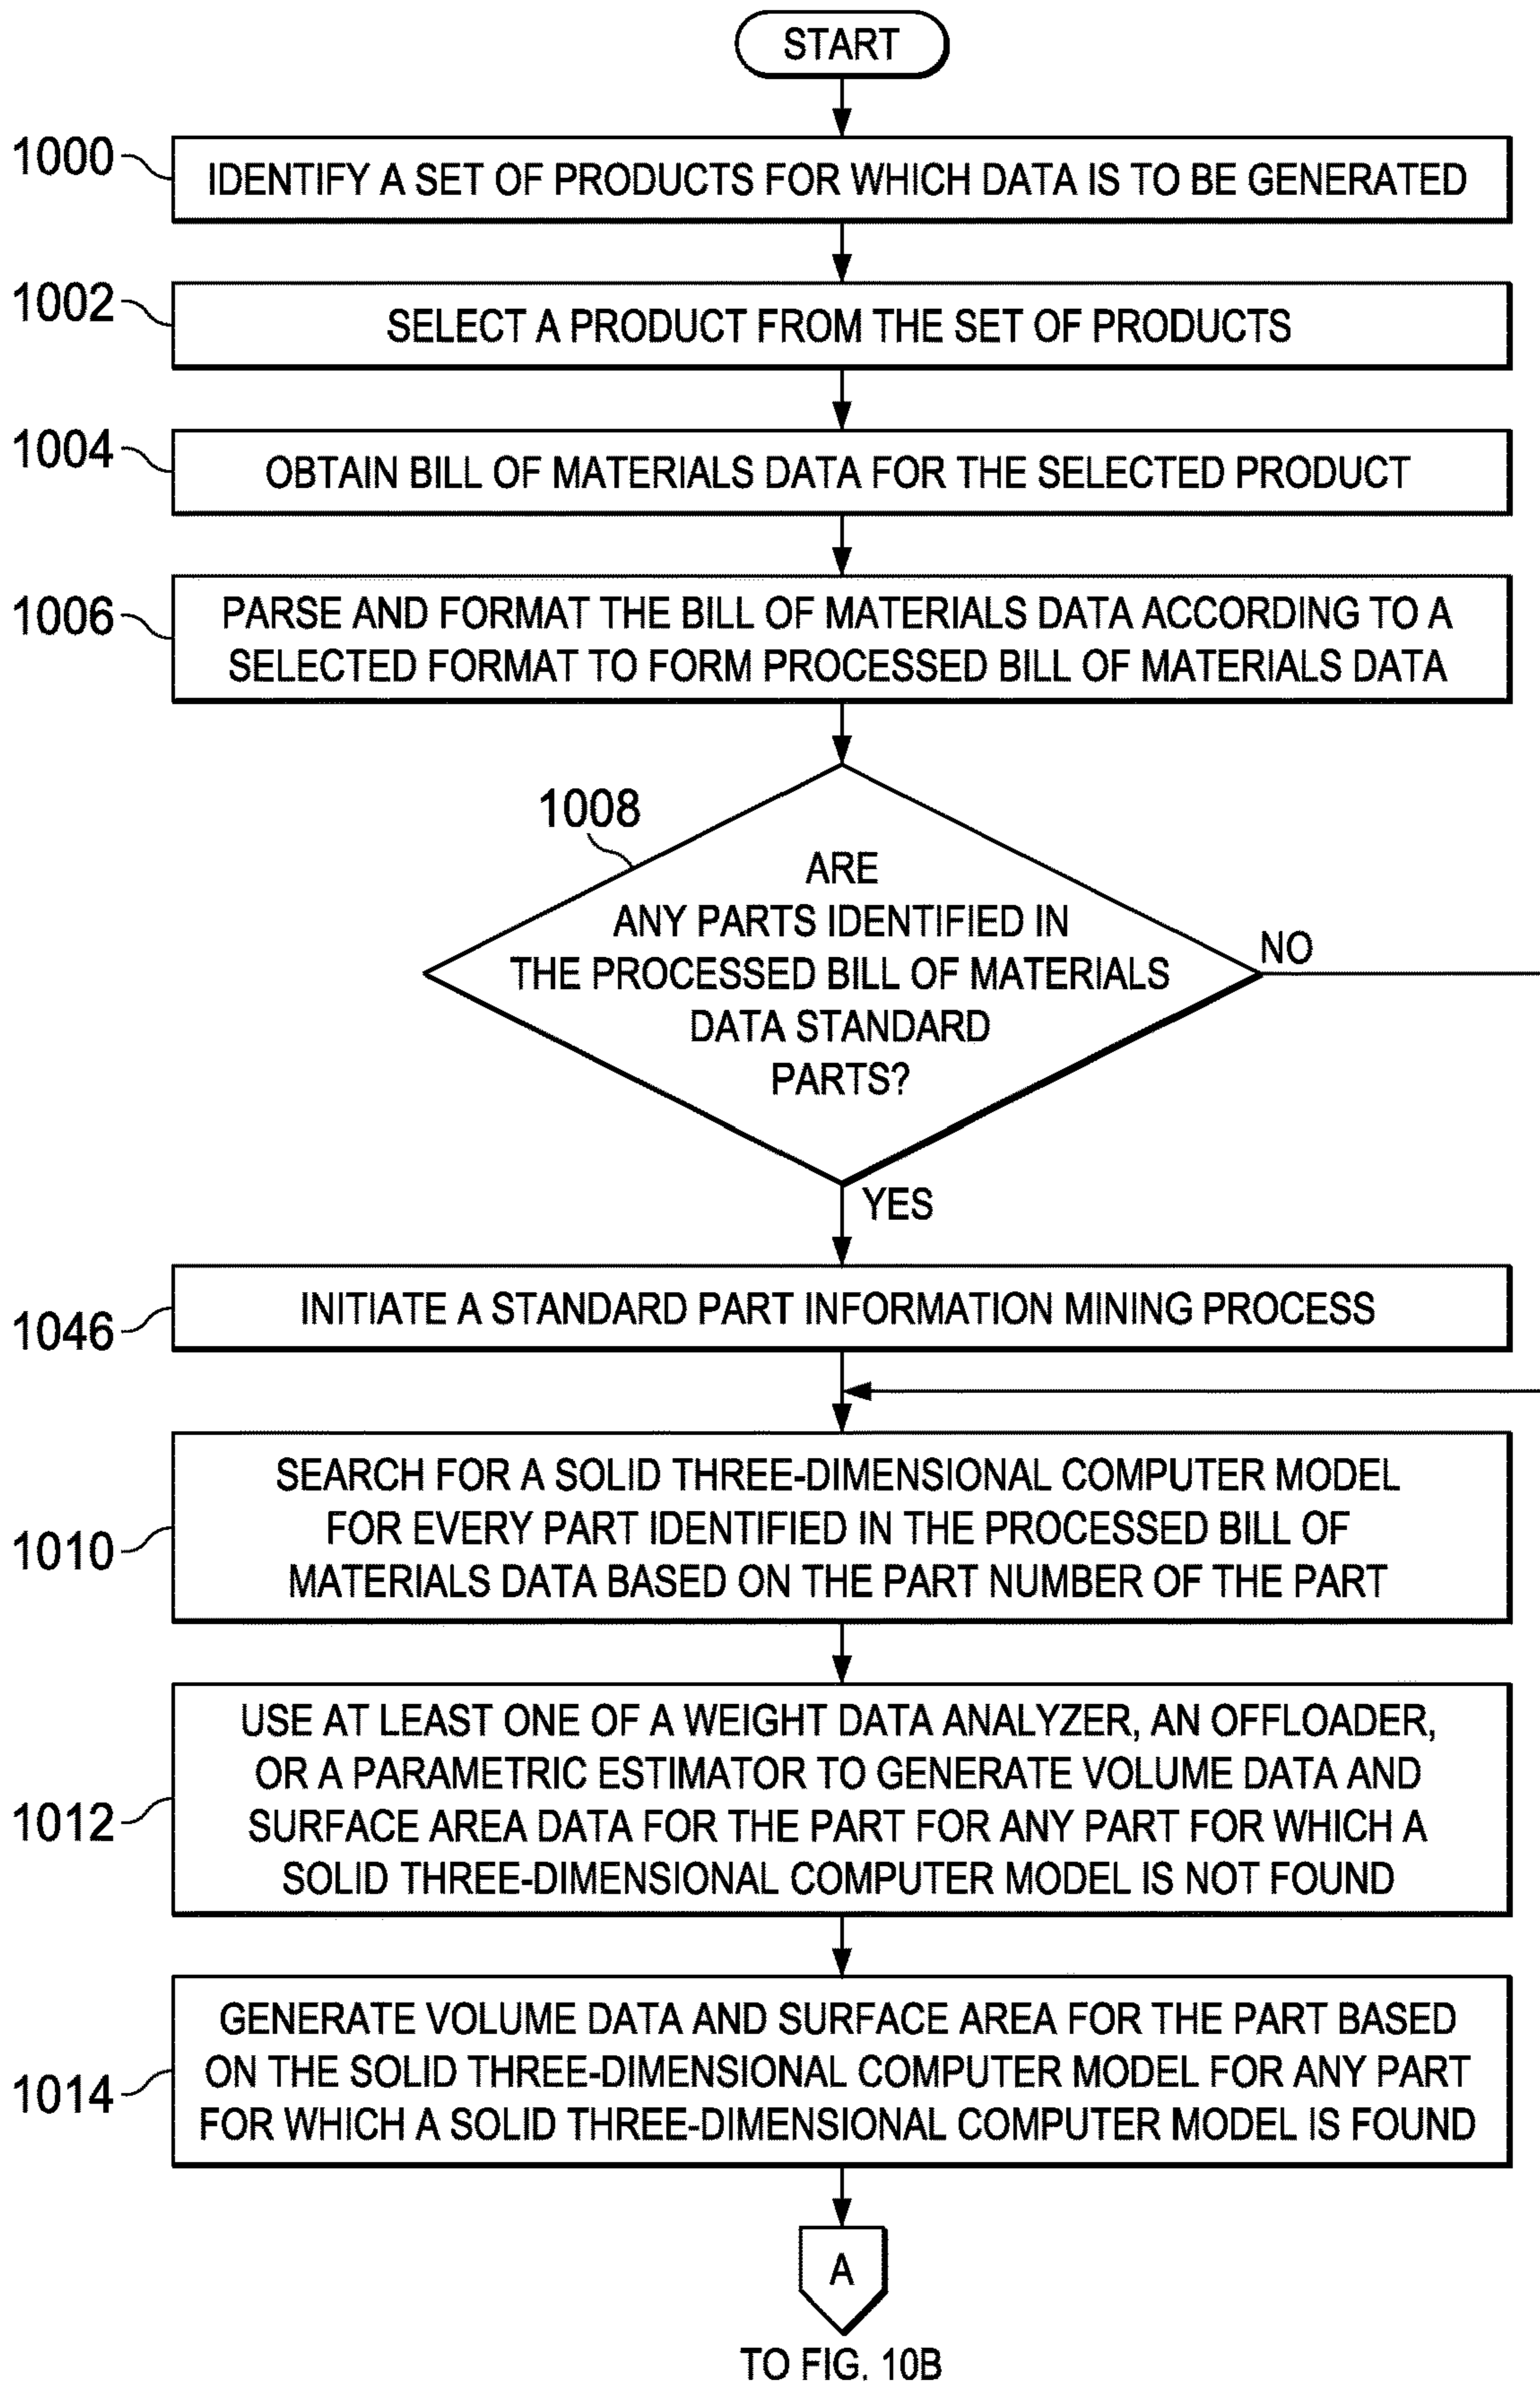 START
1000
IDENTIFY A SET OF PRODUCTS FOR WHICH DATA IS TO BE GENERATED
1002
SELECT A PRODUCT FROM THE SET OF PRODUCTS
1004
OBTAIN BILL OF MATERIALS DATA FOR THE SELECTED PRODUCT
1006
PARSE AND FORMAT THE BILL OF MATERIALS DATA ACCORDING TO A
SELECTED FORMAT TO FORM PROCESSED BILL OF MATERIALS DATA
1008
ARE
ANY PARTS IDENTIFIED IN
THE PROCESSED BILL OF MATERIALS
DATA STANDARD
PARTS?
NO
YES
1046
INITIATE A STANDARD PART INFORMATION MINING PROCESS
1010
SEARCH FOR A SOLID THREE-DIMENSIONAL COMPUTER MODEL
FOR EVERY PART IDENTIFIED IN THE PROCESSED BILL OF
MATERIALS DATA BASED ON THE PART NUMBER OF THE PART
1012
USE AT LEAST ONE OF A WEIGHT DATA ANALYZER, AN OFFLOADER,
OR A PARAMETRIC ESTIMATOR TO GENERATE VOLUME DATA AND
SURFACE AREA DATA FOR THE PART FOR ANY PART FOR WHICH A
SOLID THREE-DIMENSIONAL COMPUTER MODEL IS NOT FOUND
1014
GENERATE VOLUME DATA AND SURFACE AREA FOR THE PART BASED
ON THE SOLID THREE-DIMENSIONAL COMPUTER MODEL FOR ANY PART
FOR WHICH A SOLID THREE-DIMENSIONAL COMPUTER MODEL IS FOUND
A
TO FIG. 10B